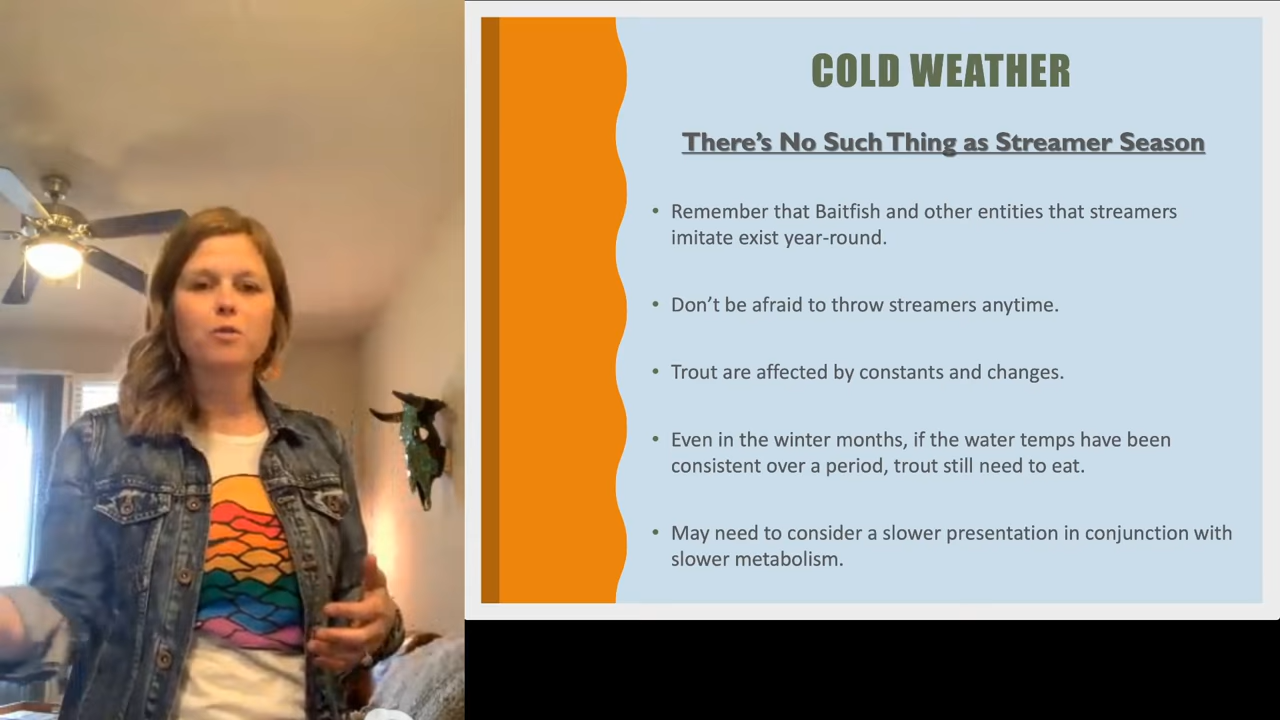 COLD WEATHER
There's No Such Thing as Streamer Season
• Remember that Baitfish and other entities that streamers
imitate exist year-round.
• Don't be afraid to throw streamers anytime.
• Trout are affected by constants and changes.
• Even in the winter months, if the water temps have been
consistent over a period, trout still need to eat.
• May need to consider a slower presentation in conjunction with
slower metabolism.